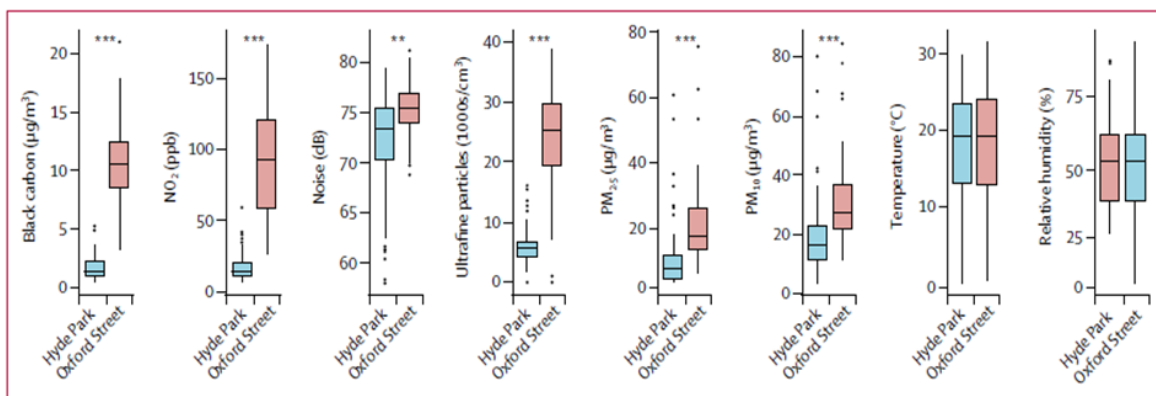 Black carbon (µg/m³)
20
15
10
5
0
***
Hyde Park
Oxford Street
NO₂ (ppb)
150
100
50
0
***
Hyde Park
Oxford Street
Noise (dB)
80
75
70
65
60
**
Hyde Park
Oxford Street
Ultrafine particles (1000s/cm³)
40
30
20
10
0
***
Hyde Park
Oxford Street
PM₂·₅ (µg/m³)
80
60
40
20
0
***
Hyde Park
Oxford Street
PM₁₀ (µg/m³)
80
60
40
20
0
***
Hyde Park
Oxford Street
Temperature (°C)
30
20
10
0
Hyde Park
Oxford Street
Relative humidity (%)
75
50
25
0
Hyde Park
Oxford Street